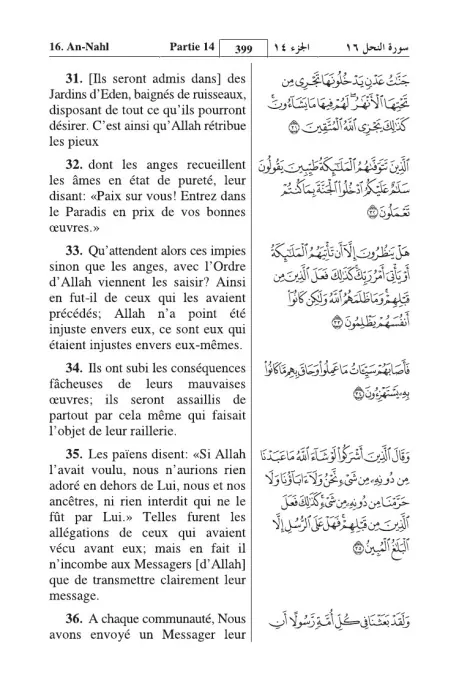 16. An-Nahl Partie 14 399 الجزء ١٤ سورة النحل ١٦
31. [Ils seront admis dans] des
Jardins d’Eden, baignés de ruisseaux,
disposant de tout ce qu’ils pourront
désirer. C’est ainsi qu’Allah rétribue
les pieux
32. dont les anges recueillent
les âmes en état de pureté, leur
disant: «Paix sur vous! Entrez dans
le Paradis en prix de vos bonnes
œuvres.»
33. Qu’attendent alors ces impies
sinon que les anges, avec l’Ordre
d’Allah viennent les saisir? Ainsi
en fut-il de ceux qui les avaient
précédés; Allah n’a point été
injuste envers eux, ce sont eux qui
étaient injustes envers eux-mêmes.
34. Ils ont subi les conséquences
fâcheuses de leurs mauvaises
œuvres; ils seront assaillis de
partout par cela même qui faisait
l’objet de leur raillerie.
35. Les païens disent: «Si Allah
l’avait voulu, nous n’aurions rien
adoré en dehors de Lui, nous et nos
ancêtres, ni rien interdit qui ne le
fût par Lui.» Telles furent les
allégations de ceux qui avaient
vécu avant eux; mais en fait il
n’incombe aux Messagers [d’Allah]
que de transmettre clairement leur
message.
36. A chaque communauté, Nous
avons envoyé un Messager leur
جَنَّٰتُ عَدۡنٖ يَدۡخُلُونَهَا تَجۡرِي مِن
تَحۡتِهَا ٱلۡأَنۡهَٰرُۖ لَهُمۡ فِيهَا مَا يَشَآءُونَۚ
كَذَٰلِكَ يَجۡزِي ٱللَّهُ ٱلۡمُتَّقِينَ ٣١
ٱلَّذِينَ تَتَوَفَّىٰهُمُ ٱلۡمَلَٰٓئِكَةُ طَيِّبِينَ يَقُولُونَ
سَلَٰمٌ عَلَيۡكُمُ ٱدۡخُلُواْ ٱلۡجَنَّةَ بِمَا كُنتُمۡ
تَعۡمَلُونَ ٣٢
هَلۡ يَنظُرُونَ إِلَّآ أَن تَأۡتِيَهُمُ ٱلۡمَلَٰٓئِكَةُ
أَوۡ يَأۡتِيَ أَمۡرُ رَبِّكَۚ كَذَٰلِكَ فَعَلَ ٱلَّذِينَ مِن
قَبۡلِهِمۡۚ وَمَا ظَلَمَهُمُ ٱللَّهُ وَلَٰكِن كَانُوٓاْ
أَنفُسَهُمۡ يَظۡلِمُونَ ٣٣
فَأَصَابَهُمۡ سَيِّـَٔاتُ مَا عَمِلُواْ وَحَاقَ بِهِم مَّا كَانُواْ
بِهِۦ يَسۡتَهۡزِءُونَ ٣٤
وَقَالَ ٱلَّذِينَ أَشۡرَكُواْ لَوۡ شَآءَ ٱللَّهُ مَا عَبَدۡنَا
مِن دُونِهِۦ مِن شَيۡءٖ نَّحۡنُ وَلَآ ءَابَآؤُنَا وَلَا
حَرَّمۡنَا مِن دُونِهِۦ مِن شَيۡءٖۚ كَذَٰلِكَ فَعَلَ
ٱلَّذِينَ مِن قَبۡلِهِمۡۚ فَهَلۡ عَلَى ٱلرُّسُلِ إِلَّا
ٱلۡبَلَٰغُ ٱلۡمُبِينُ ٣٥
وَلَقَدۡ بَعَثۡنَا فِي كُلِّ أُمَّةٖ رَّسُولًا أَنِ